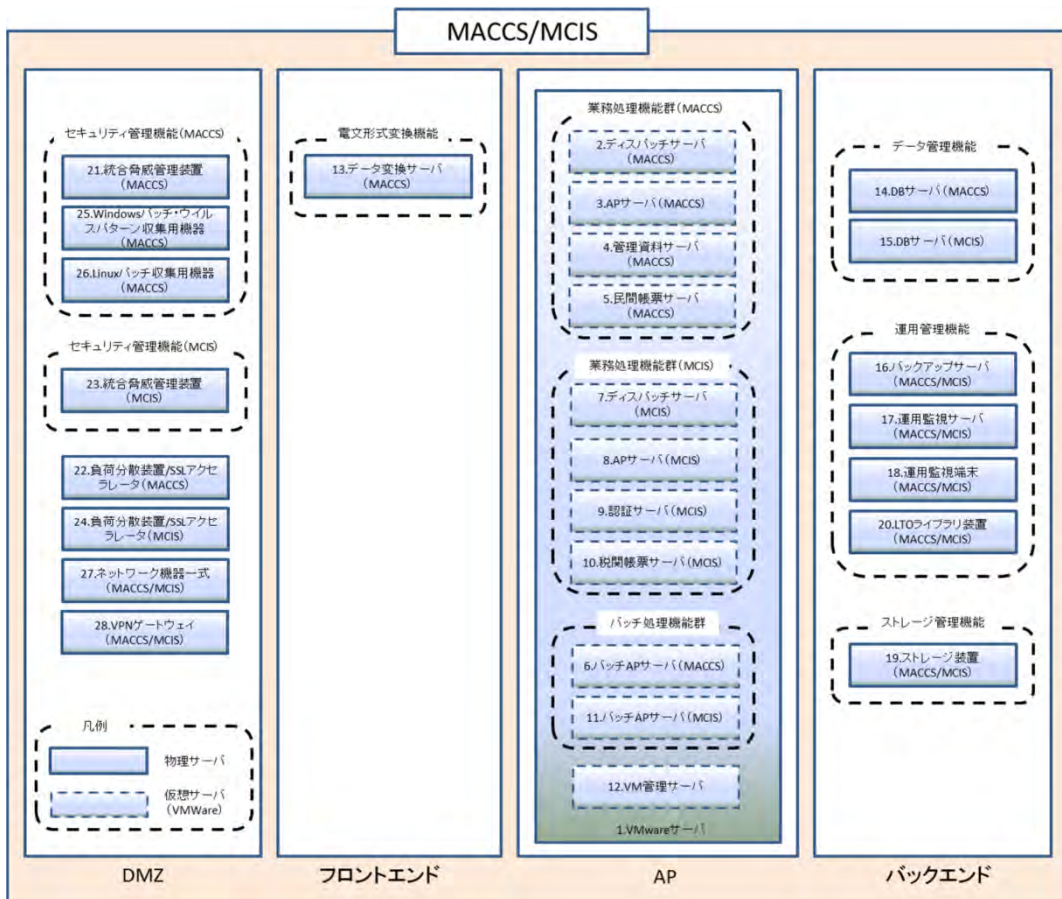 MACCS/MCIS
セキュリティ管理機能(MACCS)
21.統合脅威管理装置
(MACCS)
25.Windowsパッチ・ウイル
スパターン収集用機器
(MACCS)
26.Linuxパッチ収集用機器
(MACCS)
セキュリティ管理機能(MCIS)
23.統合脅威管理装置
(MCIS)
22.負荷分散装置/SSLアクセ
ラレータ(MACCS)
24.負荷分散装置/SSLアクセ
ラレータ(MCIS)
27.ネットワーク機器一式
(MACCS/MCIS)
28.VPNゲートウェイ
(MACCS/MCIS)
凡例
物理サーバ
仮想サーバ
(VMWare)
DMZ
電文形式変換機能
13.データ変換サーバ
(MACCS)
フロントエンド
業務処理機能群(MACCS)
2.ディスパッチサーバ
(MACCS)
3.APサーバ(MACCS)
4.管理資料サーバ
(MACCS)
5.民間帳票サーバ
(MACCS)
業務処理機能群(MCIS)
7.ディスパッチサーバ
(MCIS)
8.APサーバ(MCIS)
9.認証サーバ(MCIS)
10.税関帳票サーバ(MCIS)
バッチ処理機能群
6.バッチAPサーバ(MACCS)
11.バッチAPサーバ(MCIS)
12.VM管理サーバ
1.VMwareサーバ
AP
データ管理機能
14.DBサーバ(MACCS)
15.DBサーバ(MCIS)
運用管理機能
16.バックアップサーバ
(MACCS/MCIS)
17.運用監視サーバ
(MACCS/MCIS)
18.運用監視端末
(MACCS/MCIS)
20.LTOライブラリ装置
(MACCS/MCIS)
ストレージ管理機能
19.ストレージ装置
(MACCS/MCIS)
バックエンド